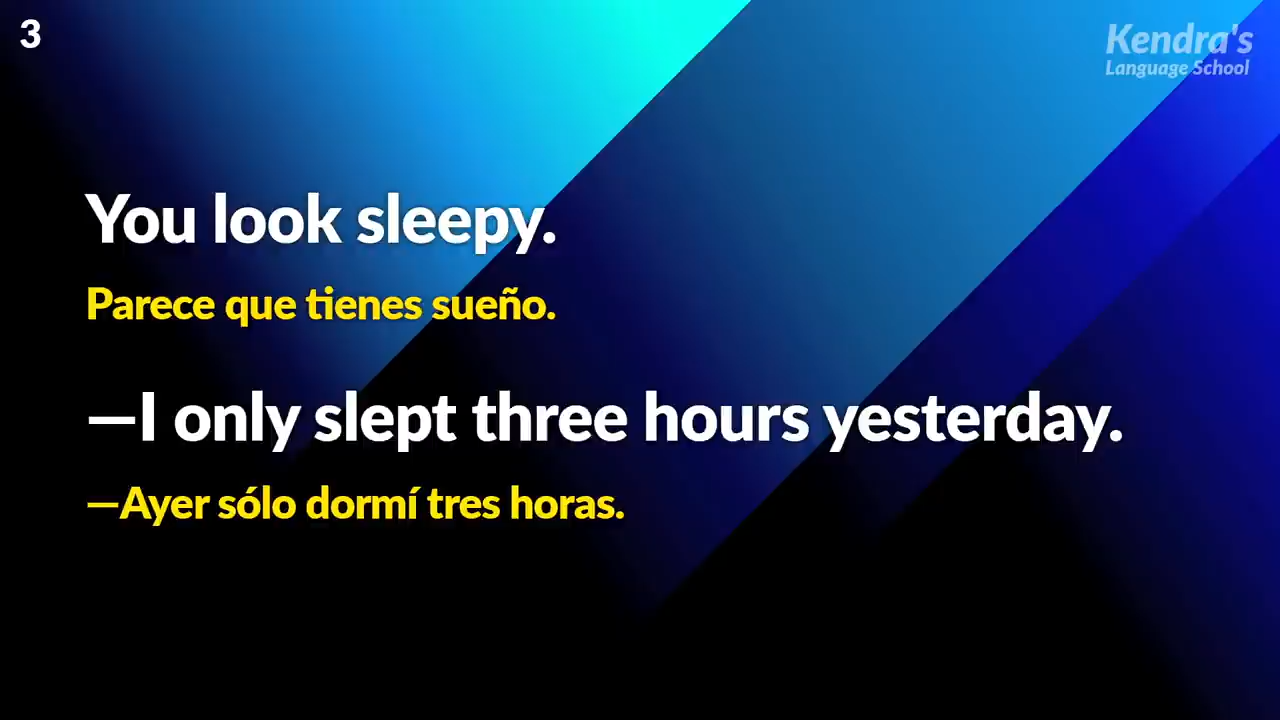 3
Kendra's
Language School
You look sleepy.
Parece que tienes sueño.
—I only slept three hours yesterday.
—Ayer sólo dormí tres horas.